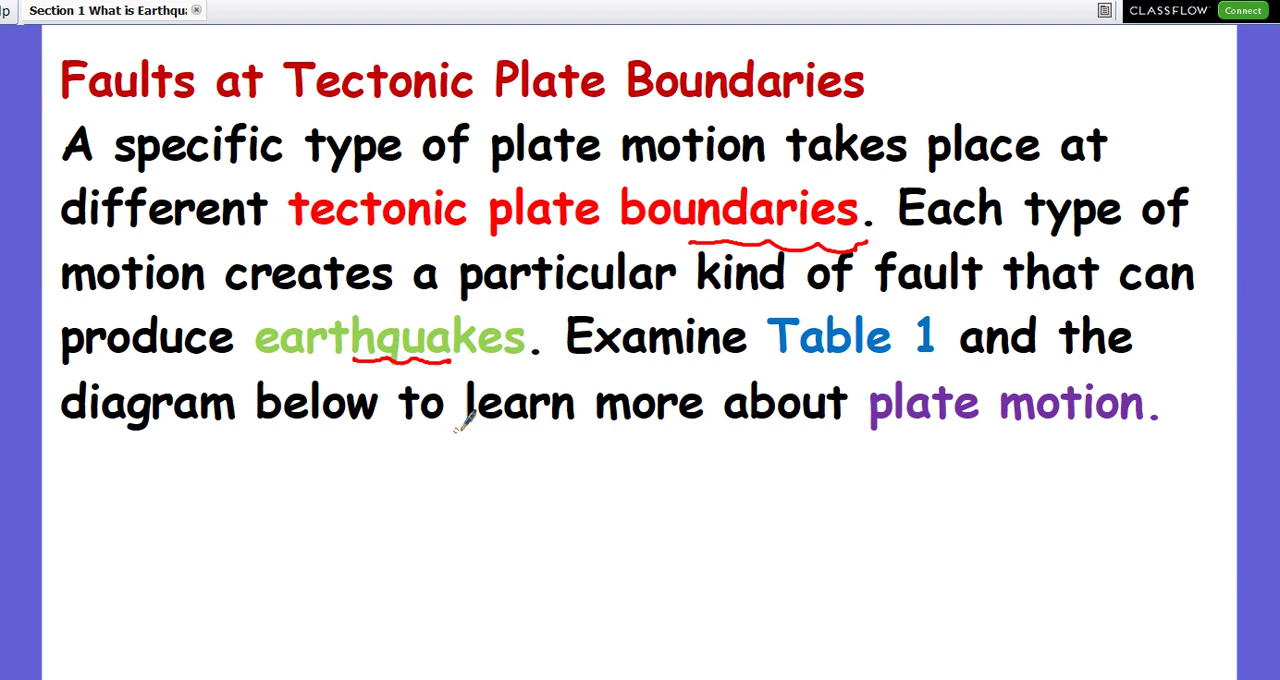 lp Section 1 What is Earthqu CLASSFLOW Connect
Faults at Tectonic Plate Boundaries
A specific type of plate motion takes place at
different tectonic plate boundaries. Each type of
motion creates a particular kind of fault that can
produce earthquakes. Examine Table 1 and the
diagram below to learn more about plate motion.